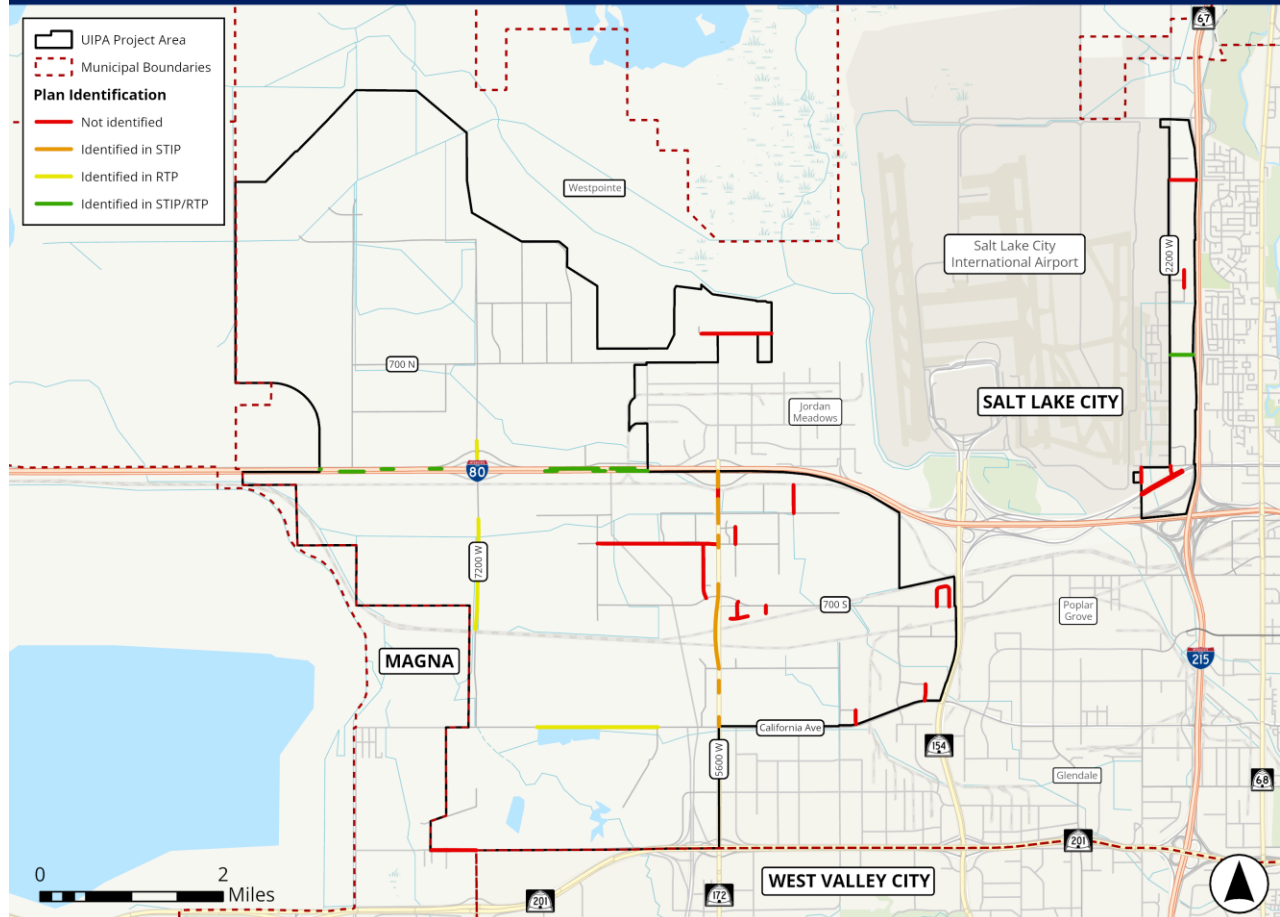 UIPA Project Area
Municipal Boundaries
Plan Identification
Not identified
Identified in STIP
Identified in RTP
Identified in STIP/RTP
67
Westpointe
Salt Lake City
International Airport
2200 W
700 N
SALT LAKE CITY
Jordan
Meadows
80
7200 W
700 S
Poplar
Grove
MAGNA
215
California Ave
5600 W
154
Glendale
68
201
0
2
Miles
WEST VALLEY CITY
201
172